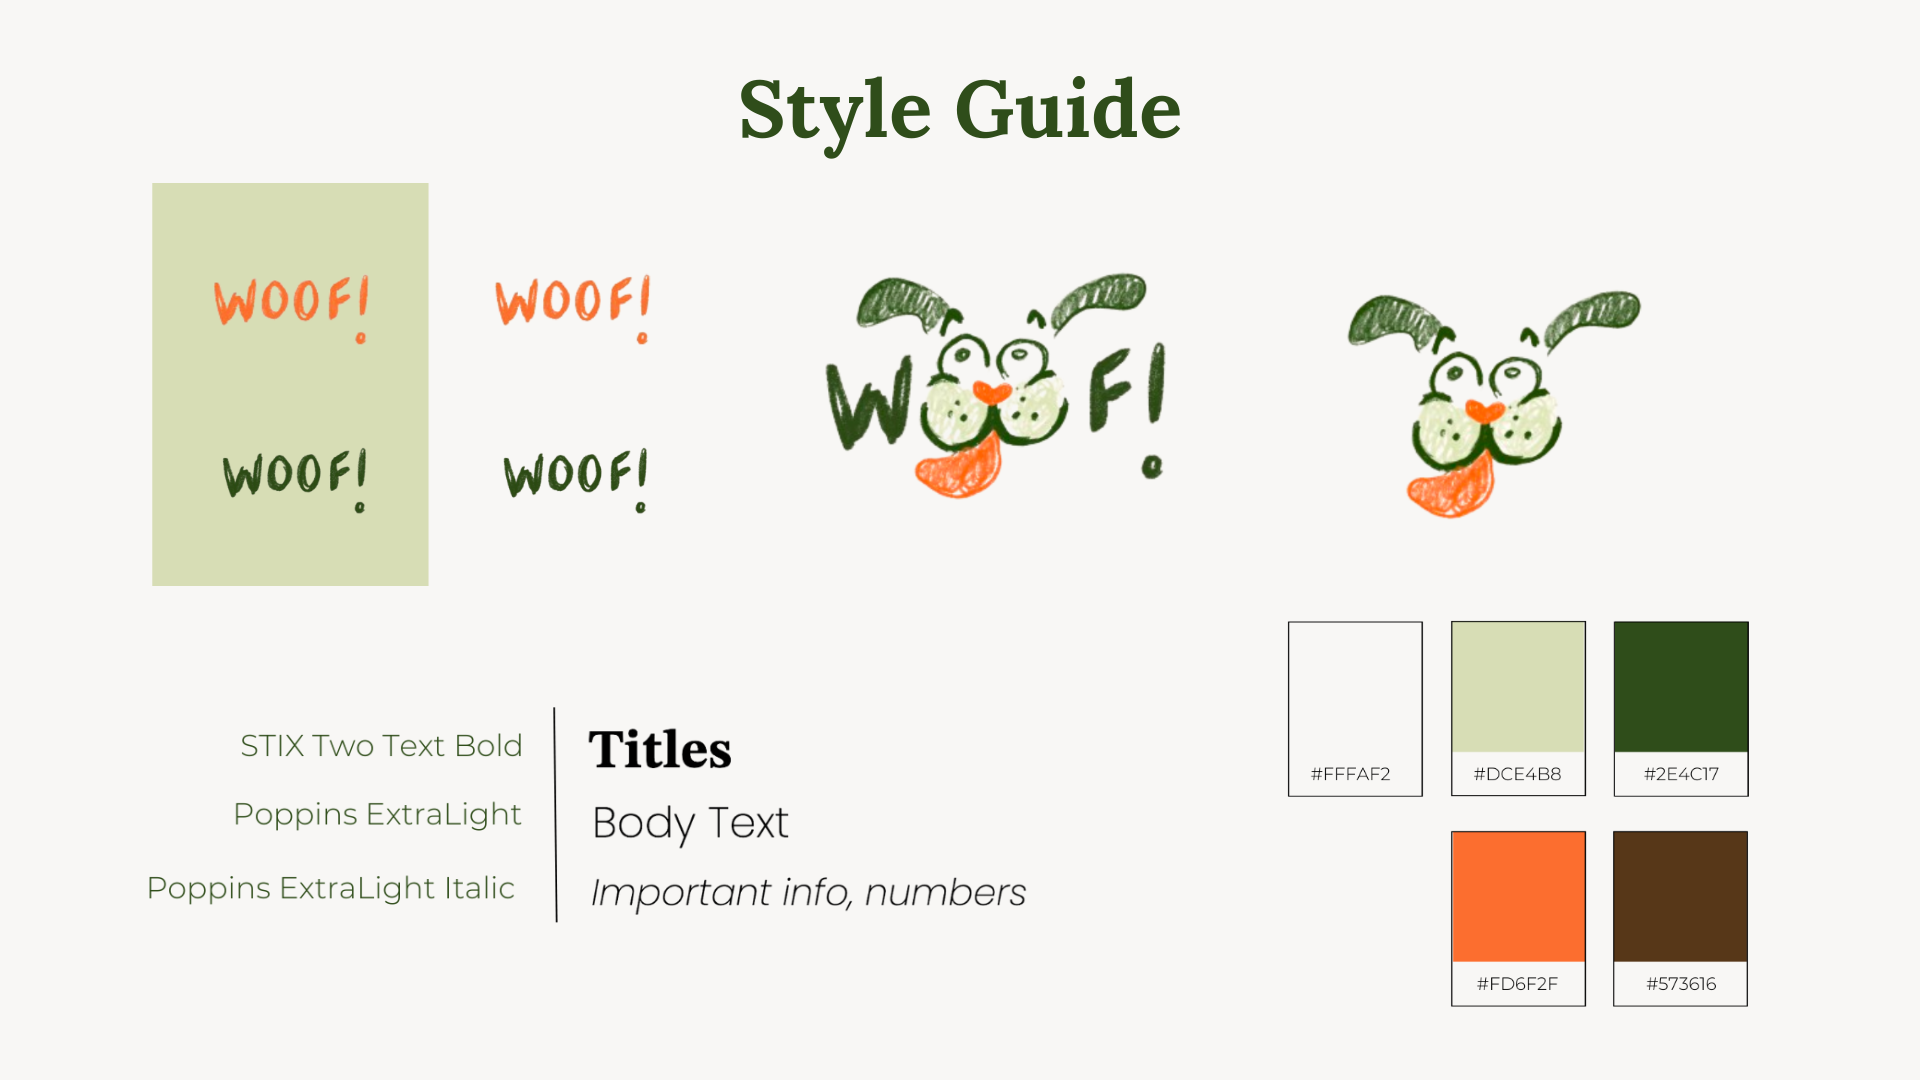 Style Guide
WOOF!
WOOF!
WOOF!
WOOF!
WOOF!
STIX Two Text Bold
Titles
Poppins ExtraLight
Body Text
Poppins ExtraLight Italic
Important info, numbers
#FFFAF2
#DCE4B8
#2E4C17
#FD6F2F
#573616